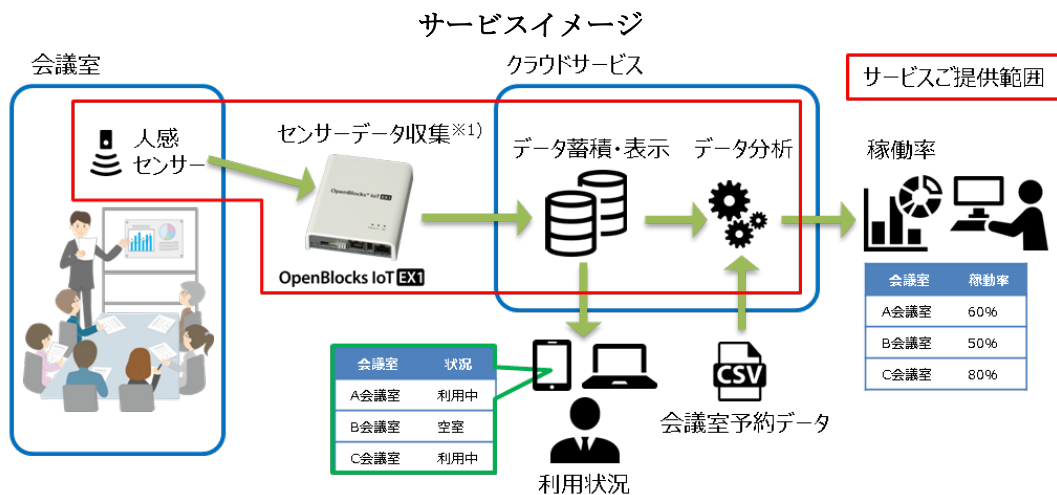 サービスイメージ
会議室
クラウドサービス
サービスご提供範囲
人感
センサー
センサーデータ収集※1)
データ蓄積・表示
データ分析
稼働率
OpenBlocks® IoT EX1
OpenBlocks IoT EX1
会議室 稼動率
A会議室 60%
B会議室 50%
C会議室 80%
会議室 状況
A会議室 利用中
B会議室 空室
C会議室 利用中
CSV
会議室予約データ
利用状況